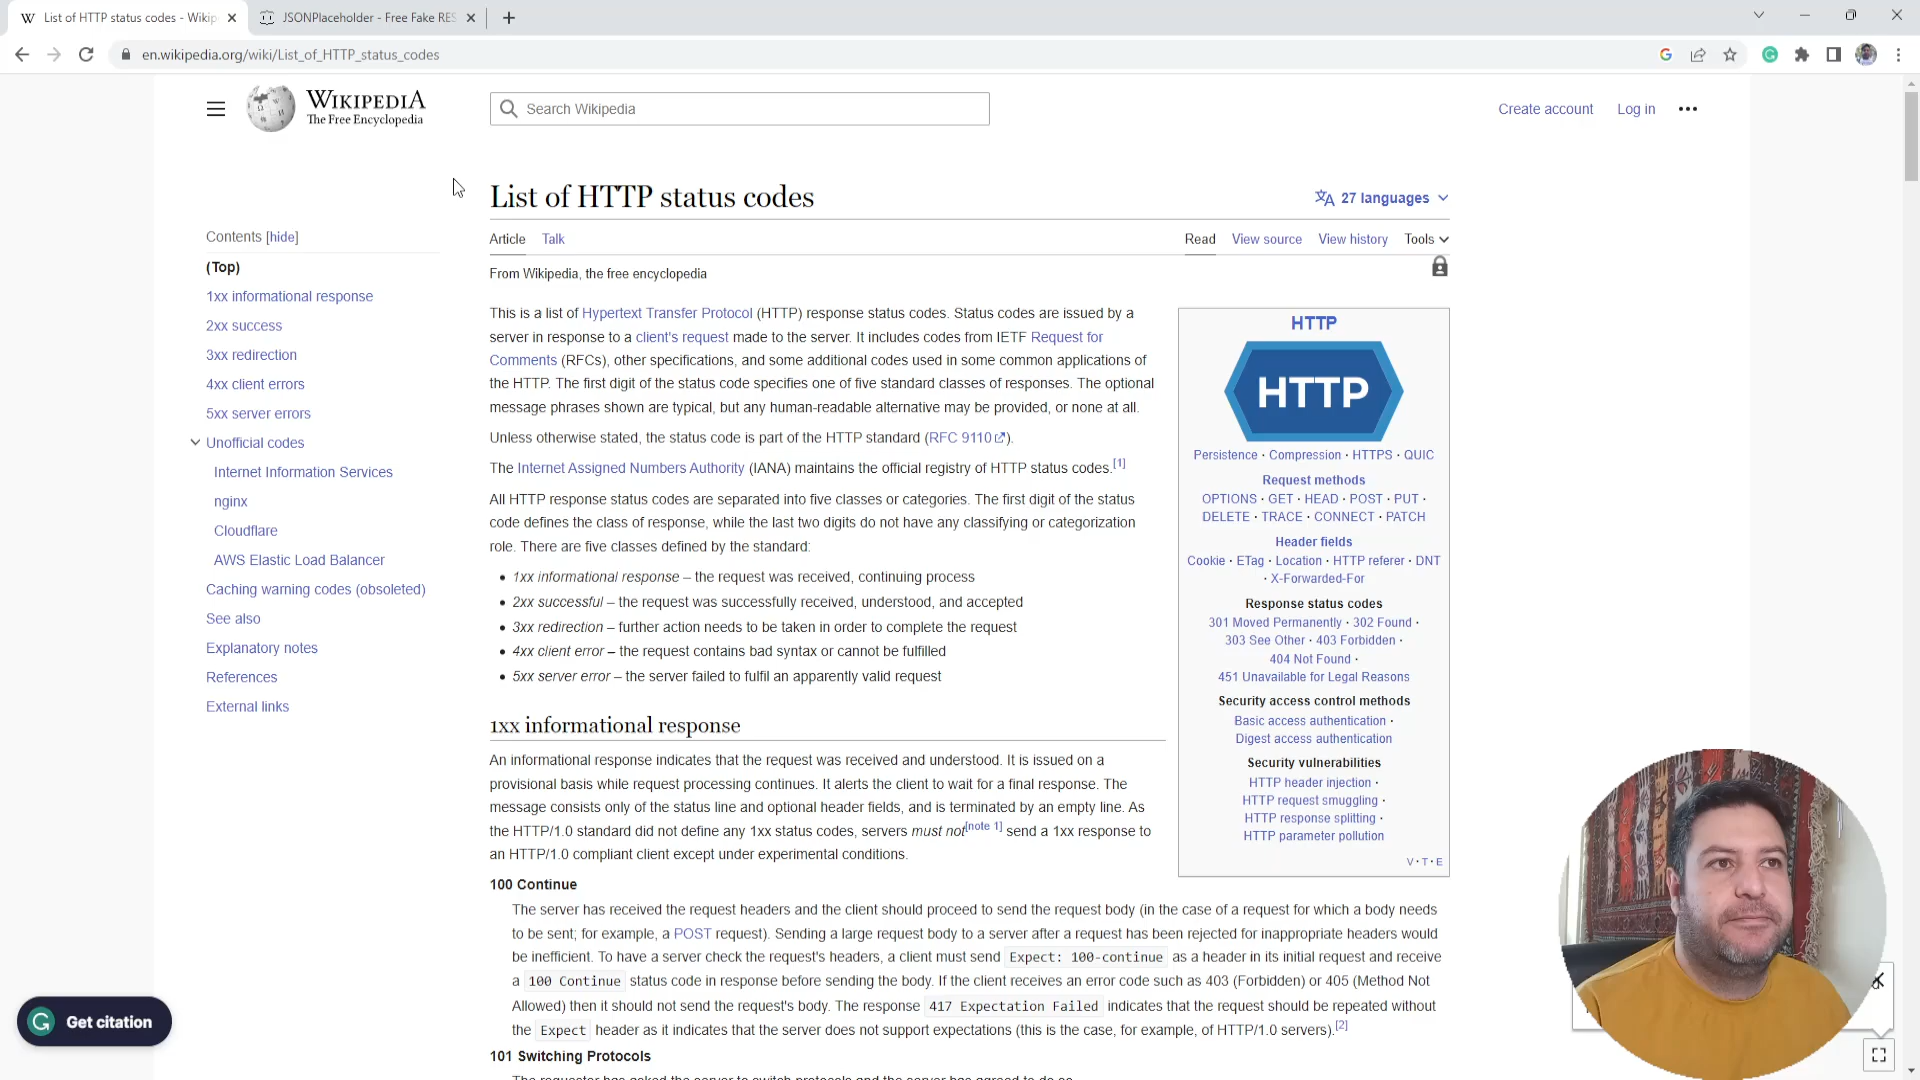 List of HTTP status codes - Wikip
JSONPlaceholder - Free Fake RES
en.wikipedia.org/wiki/List_of_HTTP_status_codes
WIKIPEDIA
The Free Encyclopedia
Search Wikipedia
Create account
Log in
List of HTTP status codes
27 languages
Contents [hide]
(Top)
1xx informational response
2xx success
3xx redirection
4xx client errors
5xx server errors
Unofficial codes
Internet Information Services
nginx
Cloudflare
AWS Elastic Load Balancer
Caching warning codes (obsoleted)
See also
Explanatory notes
References
External links
Article Talk
Read View source View history Tools
From Wikipedia, the free encyclopedia
This is a list of Hypertext Transfer Protocol (HTTP) response status codes. Status codes are issued by a
server in response to a client's request made to the server. It includes codes from IETF Request for
Comments (RFCs), other specifications, and some additional codes used in some common applications of
the HTTP. The first digit of the status code specifies one of five standard classes of responses. The optional
message phrases shown are typical, but any human-readable alternative may be provided, or none at all.
Unless otherwise stated, the status code is part of the HTTP standard (RFC 9110).
The Internet Assigned Numbers Authority (IANA) maintains the official registry of HTTP status codes.[1]
All HTTP response status codes are separated into five classes or categories. The first digit of the status
code defines the class of response, while the last two digits do not have any classifying or categorization
role. There are five classes defined by the standard:
• 1xx informational response – the request was received, continuing process
• 2xx successful – the request was successfully received, understood, and accepted
• 3xx redirection – further action needs to be taken in order to complete the request
• 4xx client error – the request contains bad syntax or cannot be fulfilled
• 5xx server error – the server failed to fulfil an apparently valid request
HTTP
HTTP
Persistence · Compression · HTTPS · QUIC
Request methods
OPTIONS · GET · HEAD · POST · PUT ·
DELETE · TRACE · CONNECT · PATCH
Header fields
Cookie · ETag · Location · HTTP referer · DNT
· X-Forwarded-For
Response status codes
301 Moved Permanently · 302 Found ·
303 See Other · 403 Forbidden ·
404 Not Found ·
451 Unavailable for Legal Reasons
Security access control methods
Basic access authentication ·
Digest access authentication
Security vulnerabilities
HTTP header injection ·
HTTP request smuggling ·
HTTP response splitting ·
HTTP parameter pollution
V · T · E
1xx informational response
An informational response indicates that the request was received and understood. It is issued on a
provisional basis while request processing continues. It alerts the client to wait for a final response. The
message consists only of the status line and optional header fields, and is terminated by an empty line. As
the HTTP/1.0 standard did not define any 1xx status codes, servers must not[note 1] send a 1xx response to
an HTTP/1.0 compliant client except under experimental conditions.
100 Continue
The server has received the request headers and the client should proceed to send the request body (in the case of a request for which a body needs
to be sent; for example, a POST request). Sending a large request body to a server after a request has been rejected for inappropriate headers would
be inefficient. To have a server check the request's headers, a client must send Expect: 100-continue as a header in its initial request and receive
a 100 Continue status code in response before sending the body. If the client receives an error code such as 403 (Forbidden) or 405 (Method Not
Allowed) then it should not send the request's body. The response 417 Expectation Failed indicates that the request should be repeated without
the Expect header as it indicates that the server does not support expectations (this is the case, for example, of HTTP/1.0 servers).[2]
101 Switching Protocols
The requester has asked the server to switch protocols and the server has agreed to do so.
Get citation